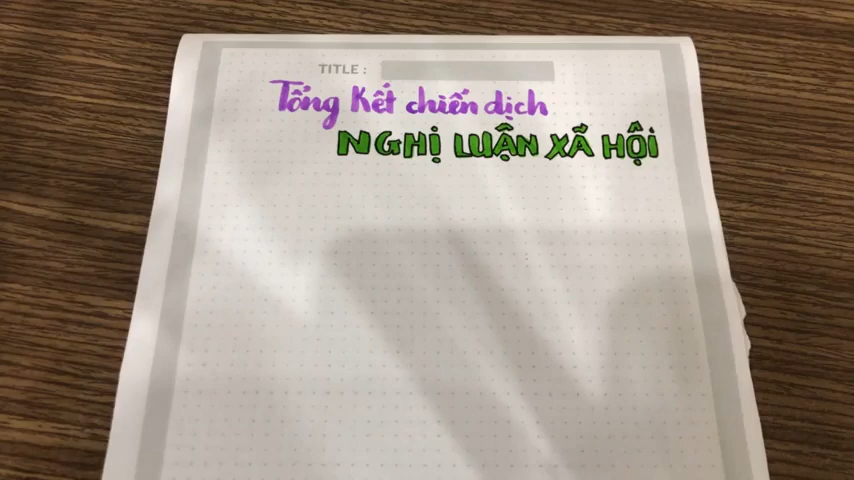 TITLE :
Tổng Kết chiến dịch
NGHỊ LUẬN XÃ HỘI